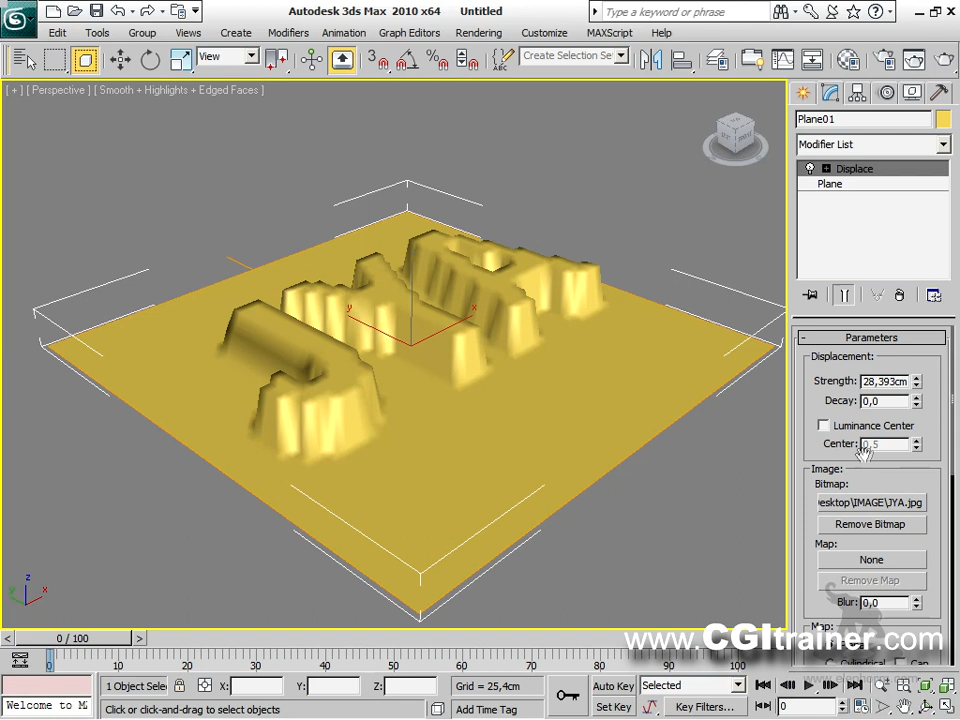 Autodesk 3ds Max 2010 x64 Untitled
Type a keyword or phrase
Edit Tools Group Views Create Modifiers Animation Graph Editors Rendering Customize MAXScript Help
View
3
%
ABC
Create Selection Se
[ + ] [ Perspective ] [ Smooth + Highlights + Edged Faces ]
Plane01
Modifier List
Displace
Plane
y
x
- Parameters
Displacement:
Strength: 28,393cm
Decay: 0,0
Luminance Center
Center: 0,5
Image:
Bitmap:
esktop\IMAGE\JYA.jpg
Remove Bitmap
Map:
None
Remove Map
Blur: 0,0
Map:
Cylindrical Cap
z
x
y
< 0 / 100 >
www.CGItrainer.com
0 10 20 30 40 50 60 70 80 90 100
1 Object Sele X: Y: Z: Grid = 25,4cm Auto Key Selected
Welcome to M
Click or click-and-drag to select objects
Add Time Tag
Set Key Key Filters... 0